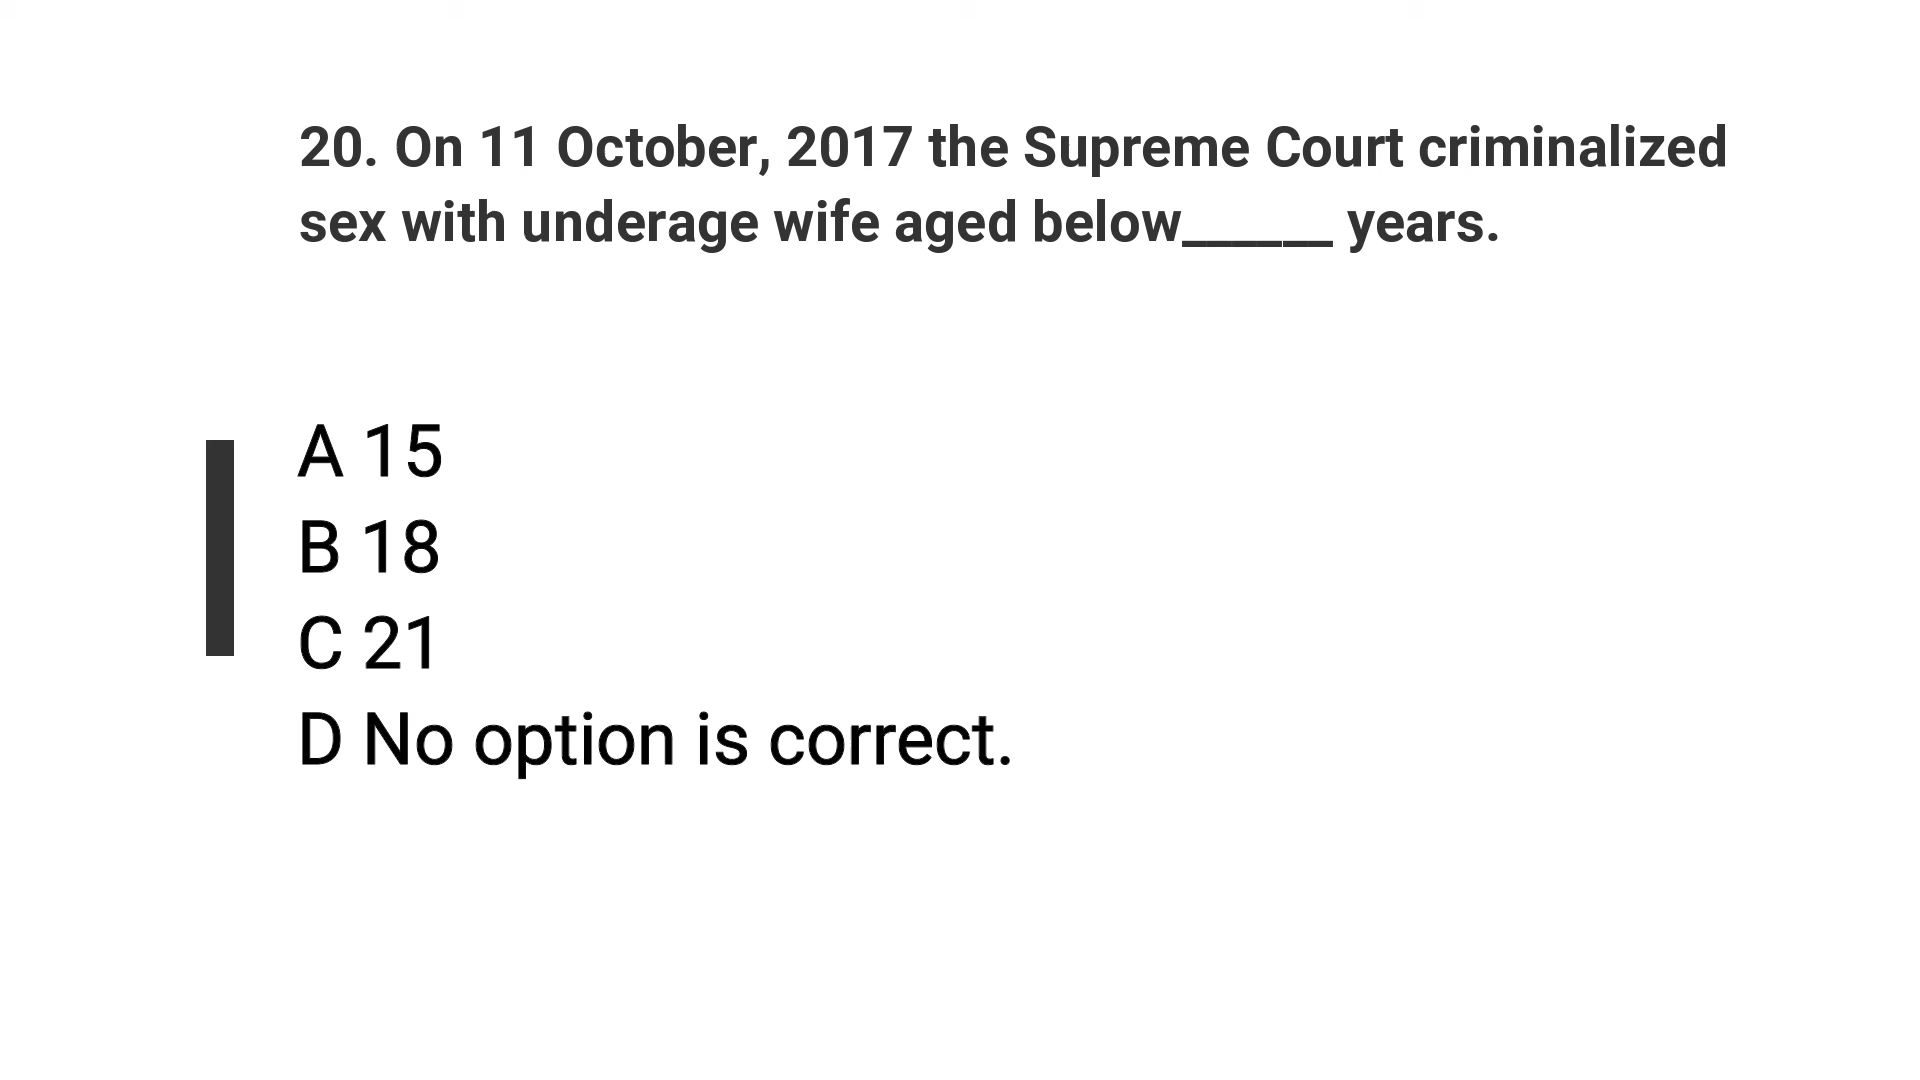 20. On 11 October, 2017 the Supreme Court criminalized
sex with underage wife aged below______ years.
A 15
B 18
C 21
D No option is correct.